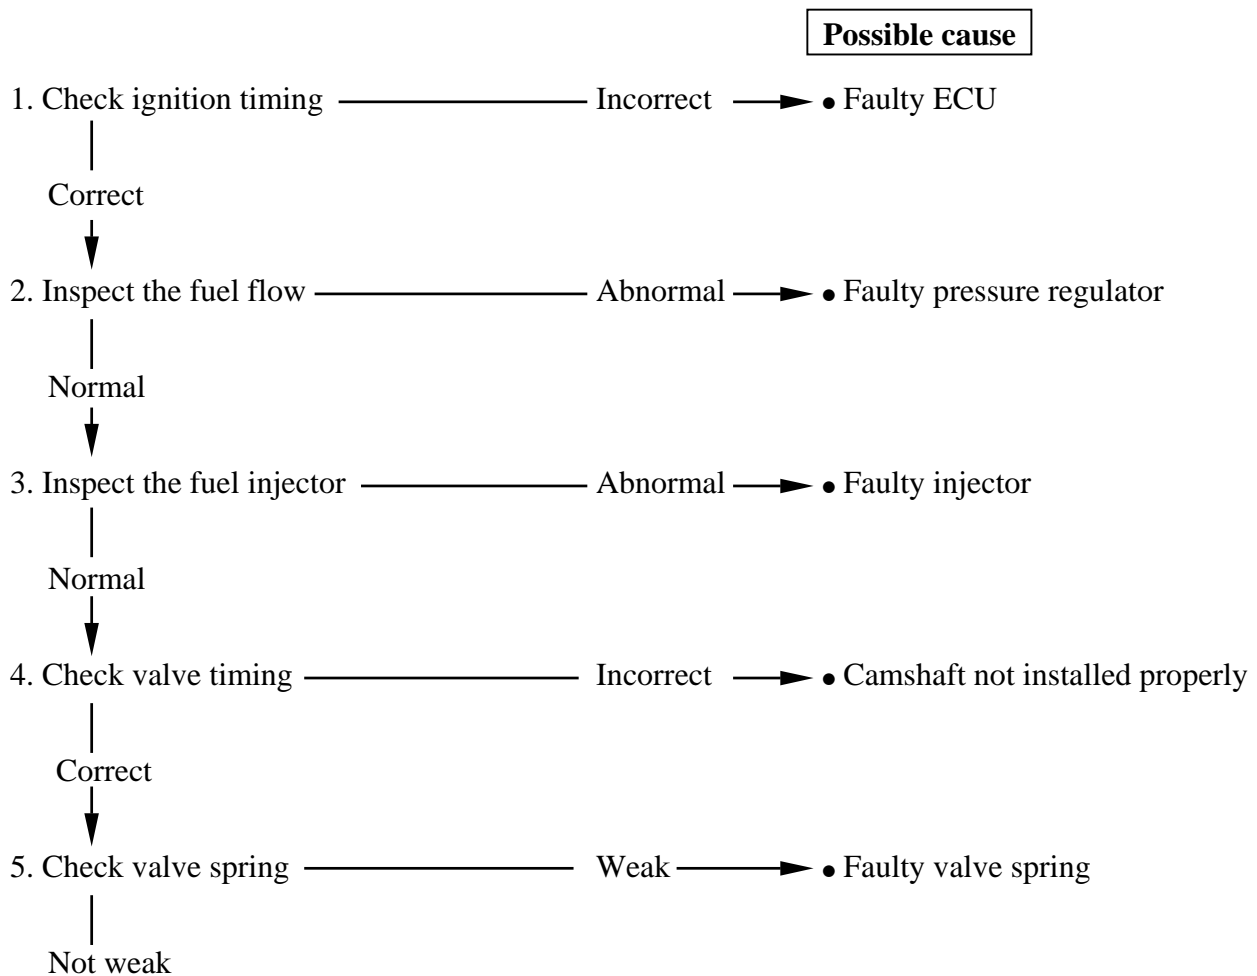 Possible cause
1. Check ignition timing Incorrect • Faulty ECU
Correct
2. Inspect the fuel flow Abnormal • Faulty pressure regulator
Normal
3. Inspect the fuel injector Abnormal • Faulty injector
Normal
4. Check valve timing Incorrect • Camshaft not installed properly
Correct
5. Check valve spring Weak • Faulty valve spring
Not weak